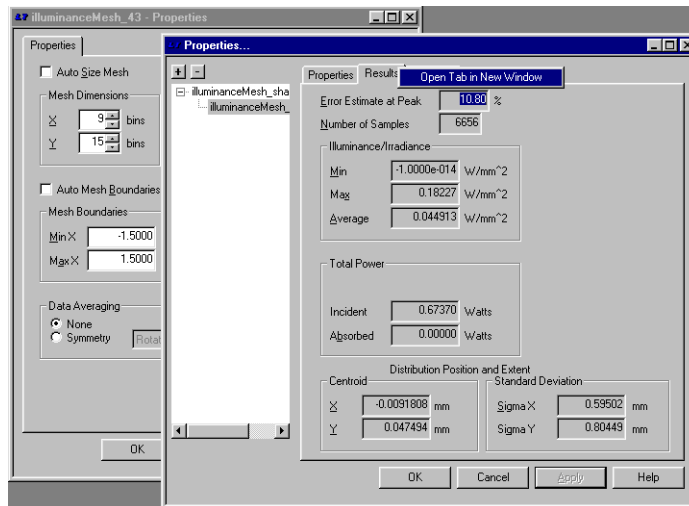 illuminanceMesh_43 - Properties
Properties
Auto Size Mesh
Mesh Dimensions
X 9 bins
Y 15 bins
Auto Mesh Boundaries
Mesh Boundaries
Min X -1.5000
Max X 1.5000
Data Averaging
None
Symmetry Rotat
OK
Properties...
+ -
illuminanceMesh_sha
illuminanceMesh_
Properties Results Open Tab in New Window
Error Estimate at Peak 10.80 %
Number of Samples 6656
Illuminance/Irradiance
Min -1.0000e-014 W/mm^2
Max 0.18227 W/mm^2
Average 0.044913 W/mm^2
Total Power
Incident 0.67370 Watts
Absorbed 0.00000 Watts
Distribution Position and Extent
Centroid Standard Deviation
X -0.0091808 mm Sigma X 0.59502 mm
Y 0.047494 mm Sigma Y 0.80449 mm
OK Cancel Apply Help